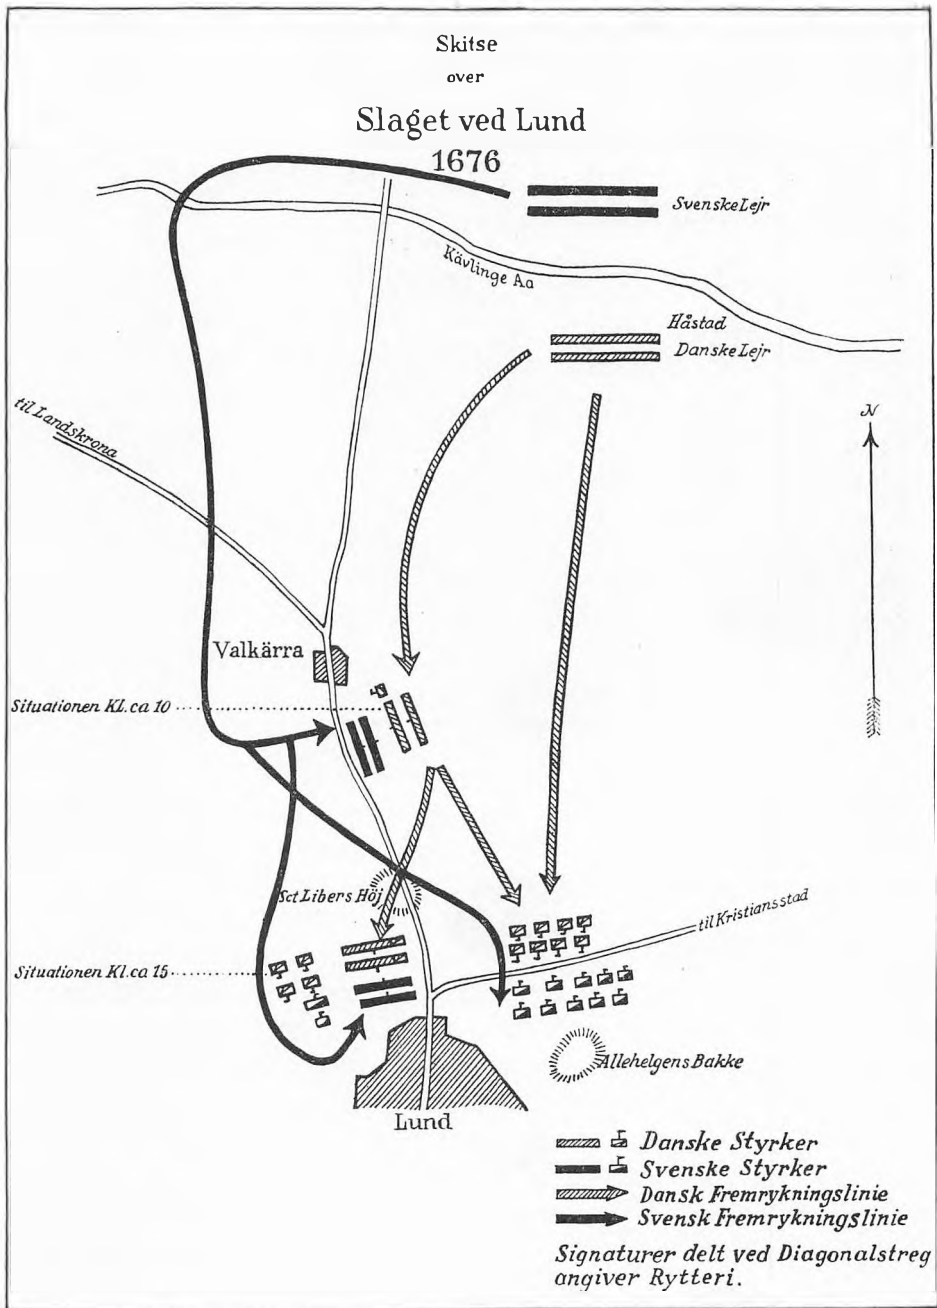 Skitse
over
Slaget ved Lund
1676
Svenske Lejr
Kävlinge Aa
Håstad
Danske Lejr
til Landskrona
N
Valkärra
Situationen Kl. ca 10
Sct Libers Höj
til Kristiansstad
Situationen Kl. ca 15
Allehelgens Bakke
Lund
Danske Styrker
Svenske Styrker
Dansk Fremrykningslinie
Svensk Fremrykningslinie
Signaturer delt ved Diagonalstreg
angiver Rytteri.